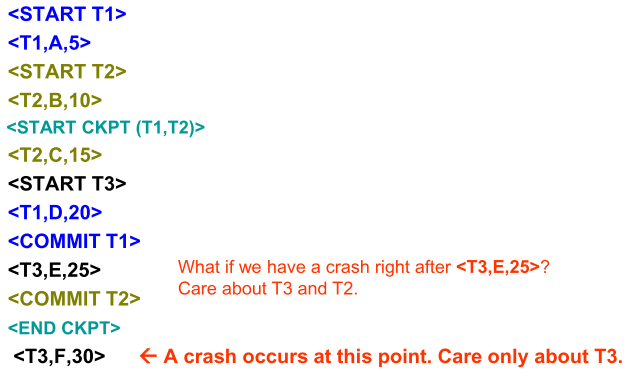 <START T1>
<T1,A,5>
<START T2>
<T2,B,10>
<START CKPT (T1,T2)>
<T2,C,15>
<START T3>
<T1,D,20>
<COMMIT T1>
<T3,E,25>
What if we have a crash right after <T3,E,25>?
Care about T3 and T2.
<COMMIT T2>
<END CKPT>
<T3,F,30> ← A crash occurs at this point. Care only about T3.